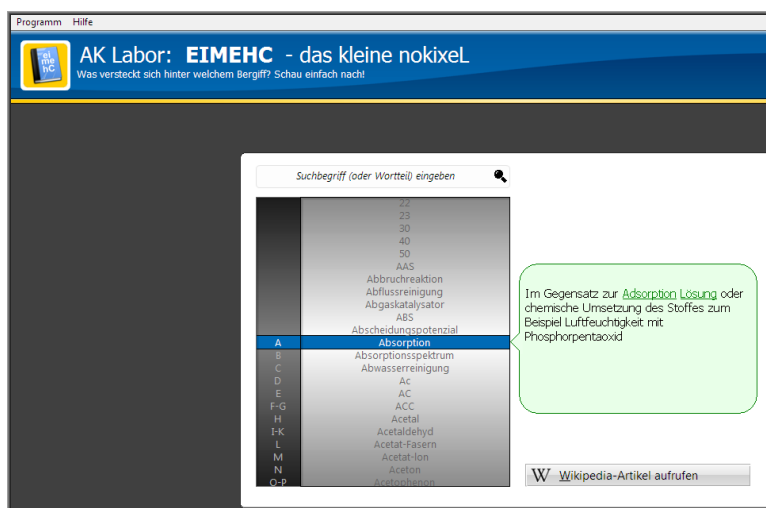 Programm Hilfe
ei
me
hC
AK Labor: EIMEHC - das kleine nokixeL
Was versteckt sich hinter welchem Bergiff? Schau einfach nach!
Suchbegriff (oder Wortteil) eingeben
22
23
30
40
50
AAS
Abbruchreaktion
Abflussreinigung
Abgaskatalysator
ABS
Abscheidungspotenzial
A Absorption
B Absorptionsspektrum
C Abwasserreinigung
D Ac
E AC
F-G ACC
H Acetal
I-K Acetaldehyd
L Acetat-Fasern
M Acetat-Ion
N Aceton
O-P Acetophenon
Im Gegensatz zur Adsorption Lösung oder
chemische Umsetzung des Stoffes zum
Beispiel Luftfeuchtigkeit mit
Phosphorpentaoxid
W Wikipedia-Artikel aufrufen